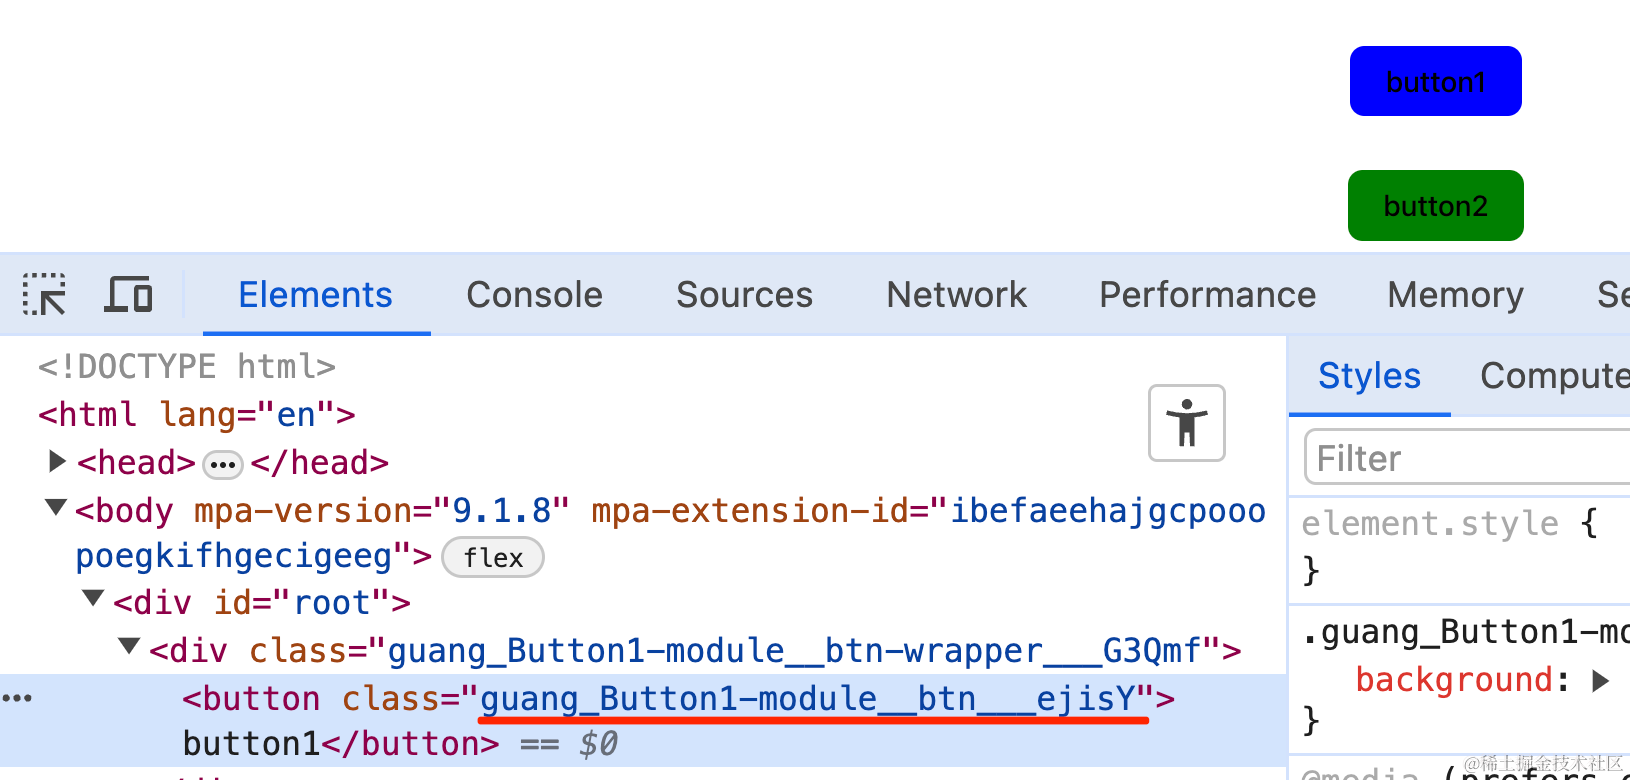 button1
button2
Elements Console Sources Network Performance Memory Se
<!DOCTYPE html>
<html lang="en">
<head> ••• </head>
<body mpa-version="9.1.8" mpa-extension-id="ibefaeehajgcpooo
poegkifhgecigeeg"> flex
<div id="root">
<div class="guang_Button1-module__btn-wrapper___G3Qmf">
<button class="guang_Button1-module__btn___ejisY">
button1</button> == $0
Styles Compute
Filter
element.style {
}
.guang_Button1-mo
background:
}
@media (prefers
@稀土掘金技术社区